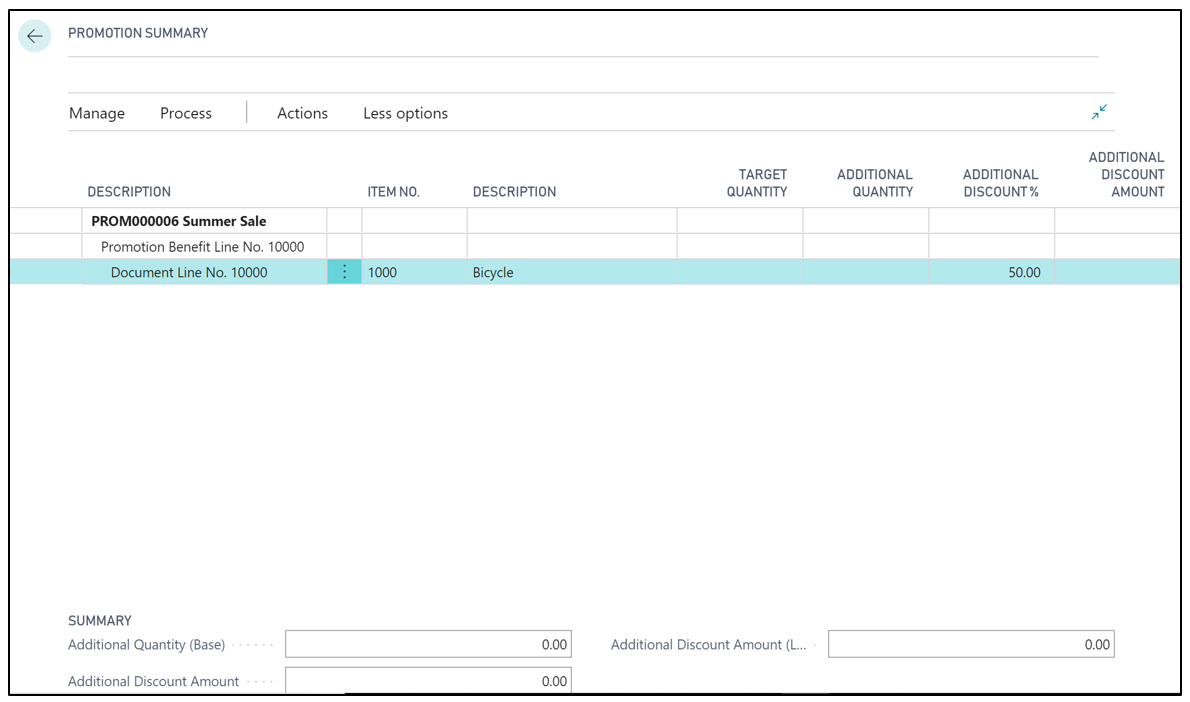 PROMOTION SUMMARY
Manage Process Actions Less options
DESCRIPTION ITEM NO. DESCRIPTION TARGET QUANTITY ADDITIONAL QUANTITY ADDITIONAL DISCOUNT % ADDITIONAL DISCOUNT AMOUNT
PROM000006 Summer Sale
Promotion Benefit Line No. 10000
Document Line No. 10000 1000 Bicycle 50.00
SUMMARY
Additional Quantity (Base) 0.00 Additional Discount Amount (L... 0.00
Additional Discount Amount 0.00